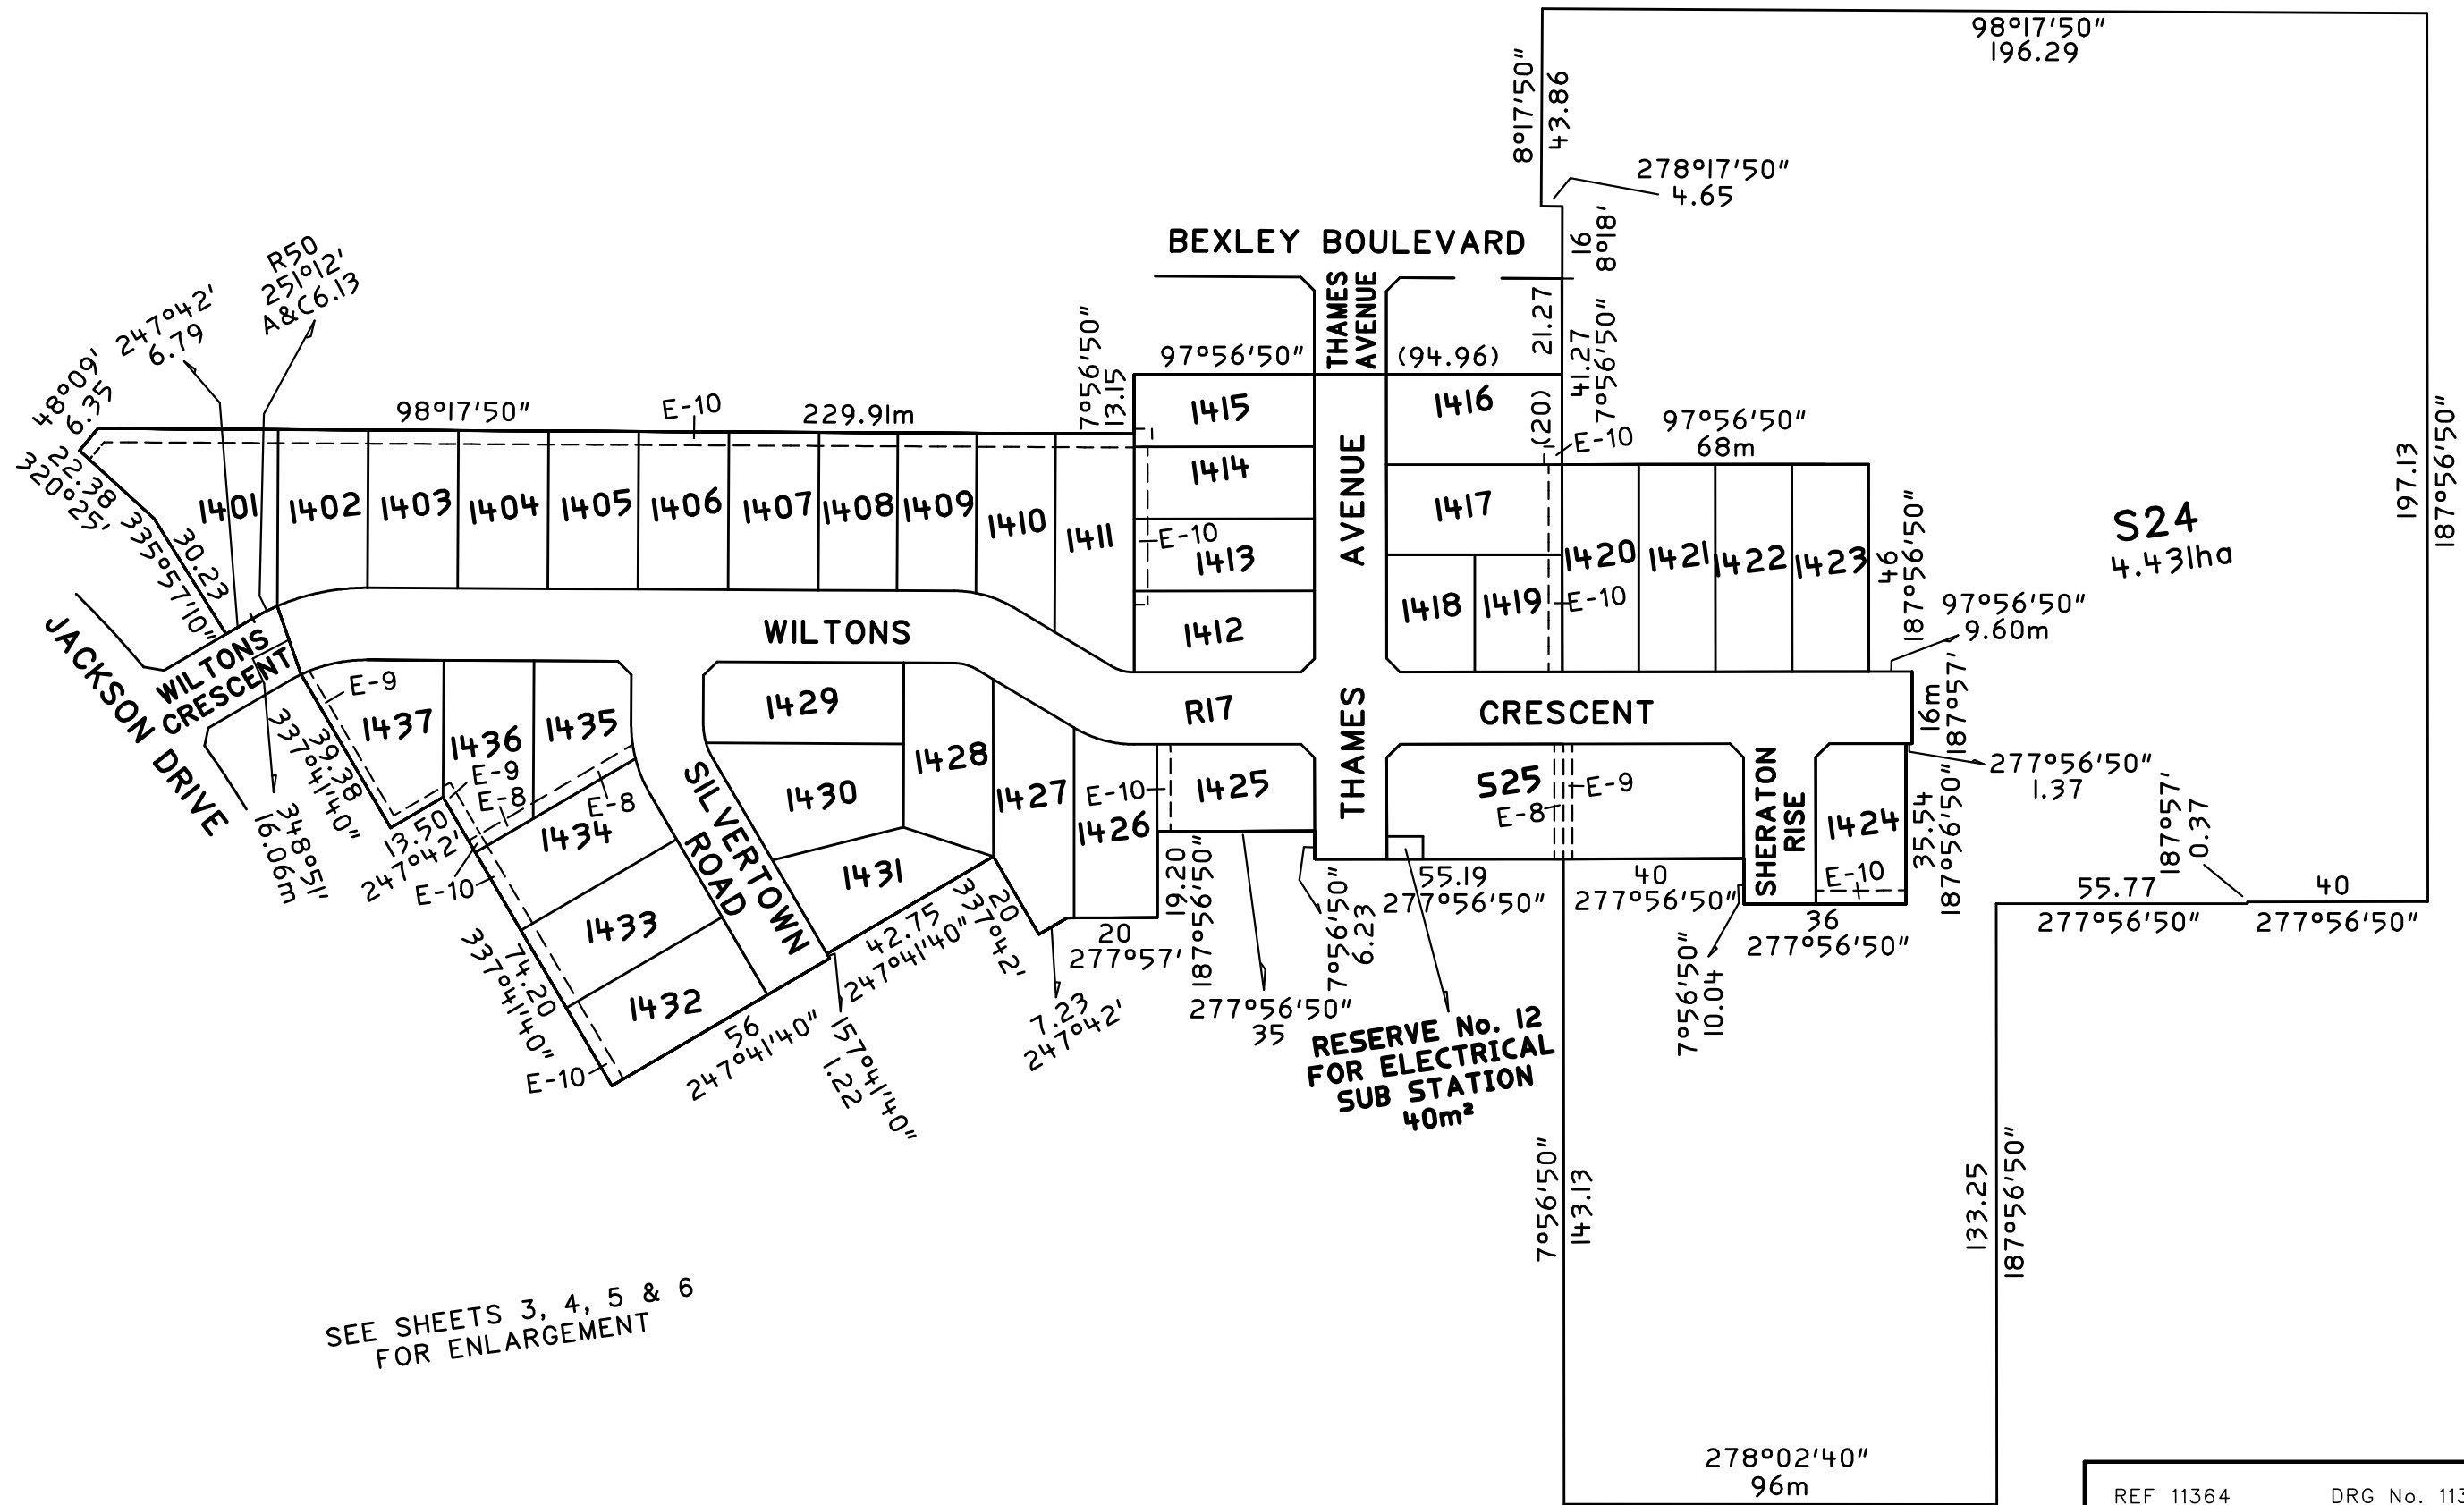 98°17'50"
196.29
8°17'50"
43.86
278°17'50"
4.65
BEXLEY BOULEVARD
16
8°18'
THAMES
AVENUE
21.27
41.27
7°56'50"
R50
251°12'
A&C6.13
247°42'
6.79
48°09'
6.35
22.38
320°25'
98°17'50"
E-10
229.91m
7°56'50"
13.15
97°56'50"
(94.96)
(20)
E-10
97°56'50"
68m
197.13
187°56'50"
S24
4.431ha
30.23
335°57'10"
1401
1402
1403
1404
1405
1406
1407
1408
1409
1410
1411
1415
1414
E-10
1413
1412
AVENUE
1416
1417
1418
1419
E-10
1420
1421
1422
1423
46
187°56'50"
97°56'50"
9.60m
JACKSON DRIVE
WILTONS
CRESCENT
WILTONS
R17
THAMES
CRESCENT
16m
187°57'
277°56'50"
1.37
E-9
1437
1436
1435
E-9
E-8
E-8
39.38
337°41'40"
348°51'
16.06m
13.50
247°42'
E-10
1434
1433
1432
74.20
337°41'40"
E-10
SILVERTOWN
ROAD
1429
1430
1431
1428
1427
1426
E-10
1425
S25
E-8
E-9
SHERATON
RISE
1424
E-10
35.54
187°56'50"
187°57'
0.37
55.77
277°56'50"
40
277°56'50"
56
247°41'40"
157°41'40"
1.22
42.75
247°41'40"
20
337°42'
7.23
247°42'
20
277°57'
19.20
187°56'50"
277°56'50"
35
7°56'50"
6.23
55.19
277°56'50"
40
277°56'50"
7°56'50"
10.04
36
277°56'50"
RESERVE No. 12
FOR ELECTRICAL
SUB STATION
40m²
7°56'50"
143.13
133.25
187°56'50"
278°02'40"
96m
SEE SHEETS 3, 4, 5 & 6
FOR ENLARGEMENT
REF 11364
DRG No.